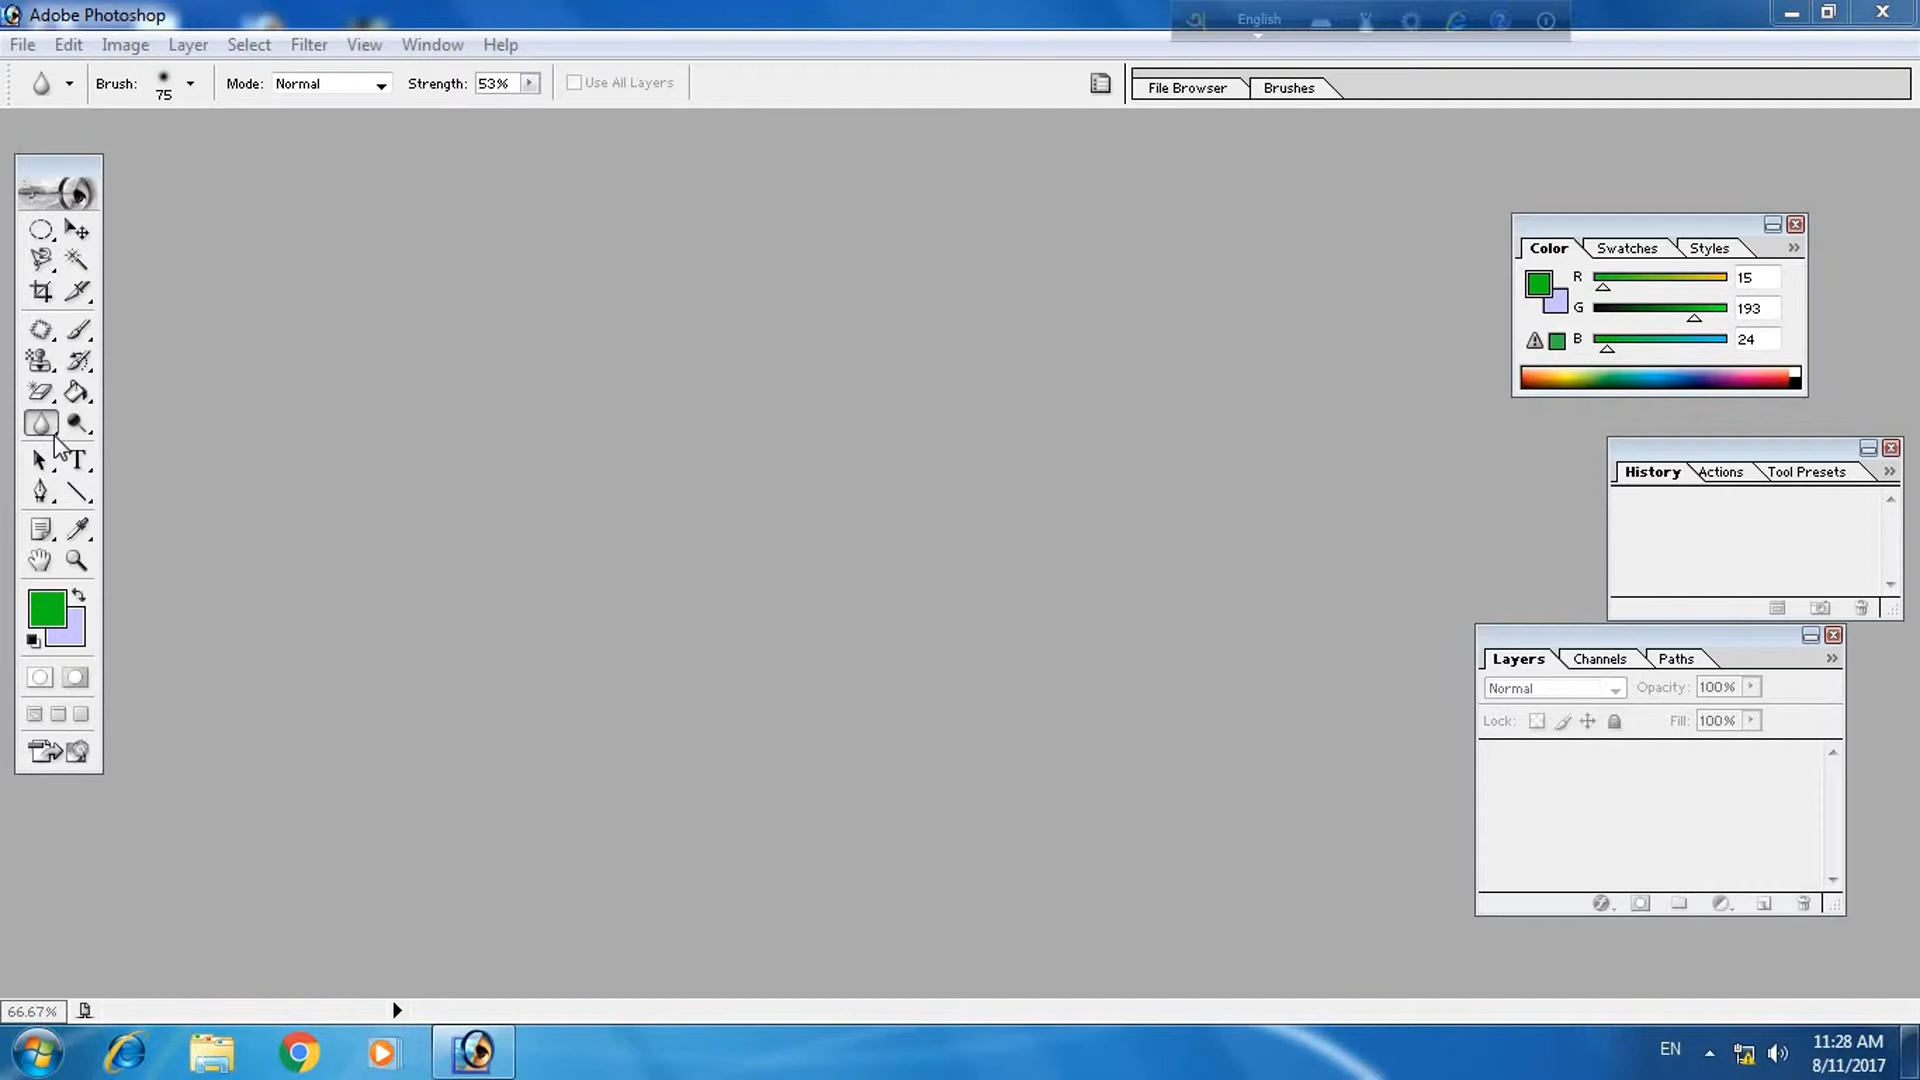 Adobe Photoshop
English
File Edit Image Layer Select Filter View Window Help
Brush: 75 Mode: Normal Strength: 53% Use All Layers File Browser Brushes
Color Swatches Styles
R 15
G 193
B 24
History Actions Tool Presets
Layers Channels Paths
Normal Opacity: 100%
Lock: Fill: 100%
66.67%
EN 11:28 AM
8/11/2017